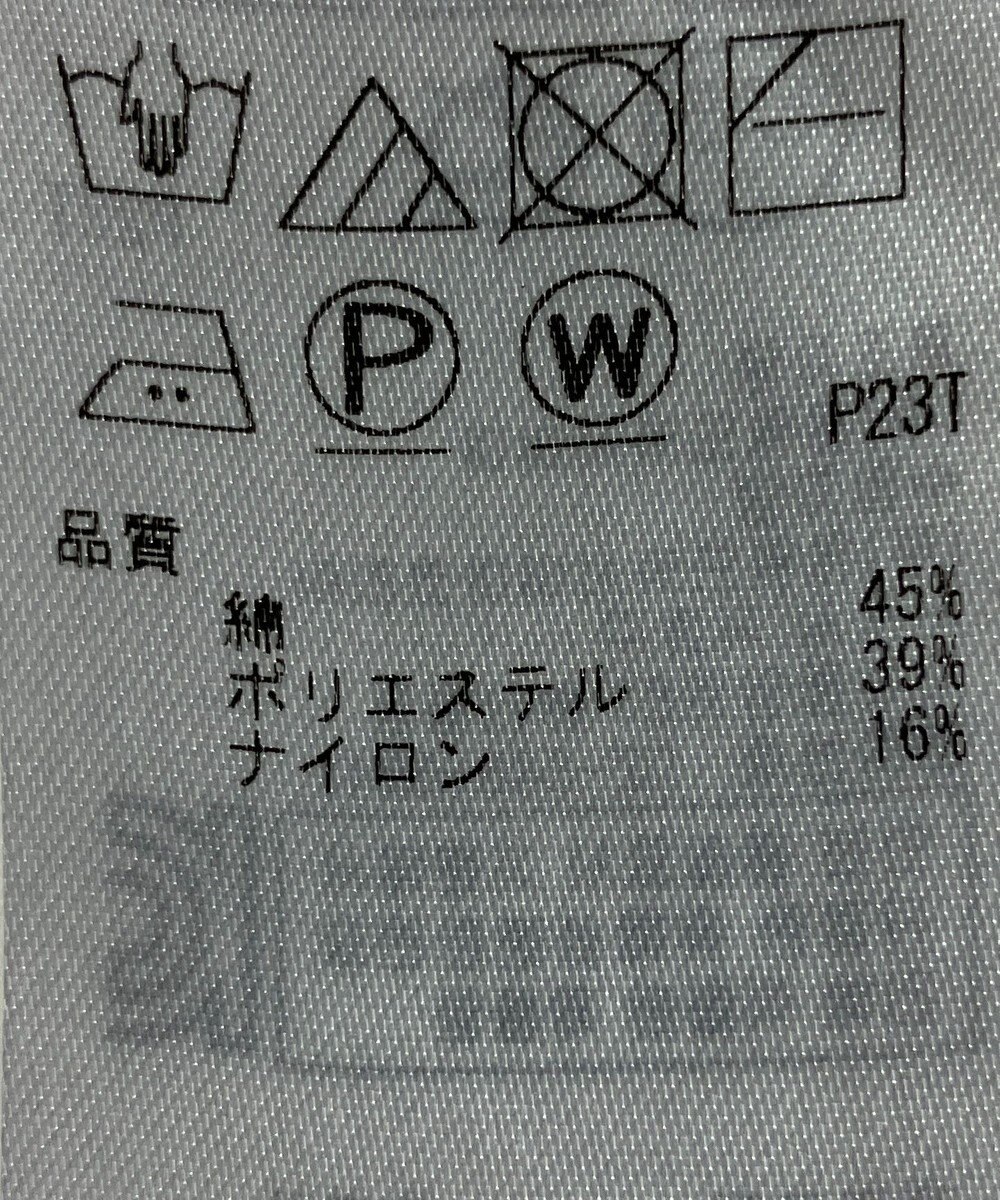 P W P23T
品質
綿 45%
ポリエステル 39%
ナイロン 16%